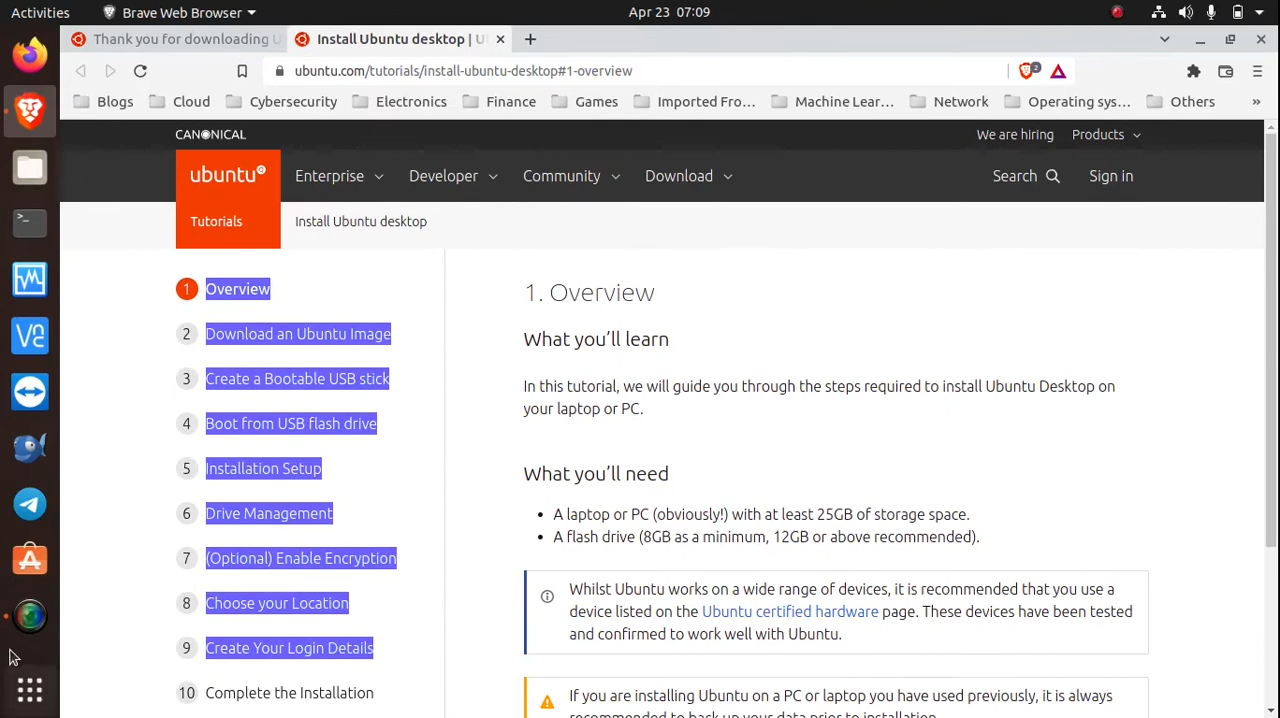 Activities
Brave Web Browser
Apr 23 07:09
Thank you for downloading U
Install Ubuntu desktop | U
ubuntu.com/tutorials/install-ubuntu-desktop#1-overview
2
Blogs
Cloud
Cybersecurity
Electronics
Finance
Games
Imported Fro...
Machine Lear...
Network
Operating sys...
Others
»
CANONICAL
We are hiring
Products
ubuntu
Enterprise
Developer
Community
Download
Search
Sign in
Tutorials
Install Ubuntu desktop
1 Overview
2 Download an Ubuntu Image
3 Create a Bootable USB stick
4 Boot from USB flash drive
5 Installation Setup
6 Drive Management
7 (Optional) Enable Encryption
8 Choose your Location
9 Create Your Login Details
10 Complete the Installation
1. Overview
What you’ll learn
In this tutorial, we will guide you through the steps required to install Ubuntu Desktop on
your laptop or PC.
What you’ll need
• A laptop or PC (obviously!) with at least 25GB of storage space.
• A flash drive (8GB as a minimum, 12GB or above recommended).
Whilst Ubuntu works on a wide range of devices, it is recommended that you use a
device listed on the Ubuntu certified hardware page. These devices have been tested
and confirmed to work well with Ubuntu.
If you are installing Ubuntu on a PC or laptop you have used previously, it is always
recommended to back up your data prior to installation.